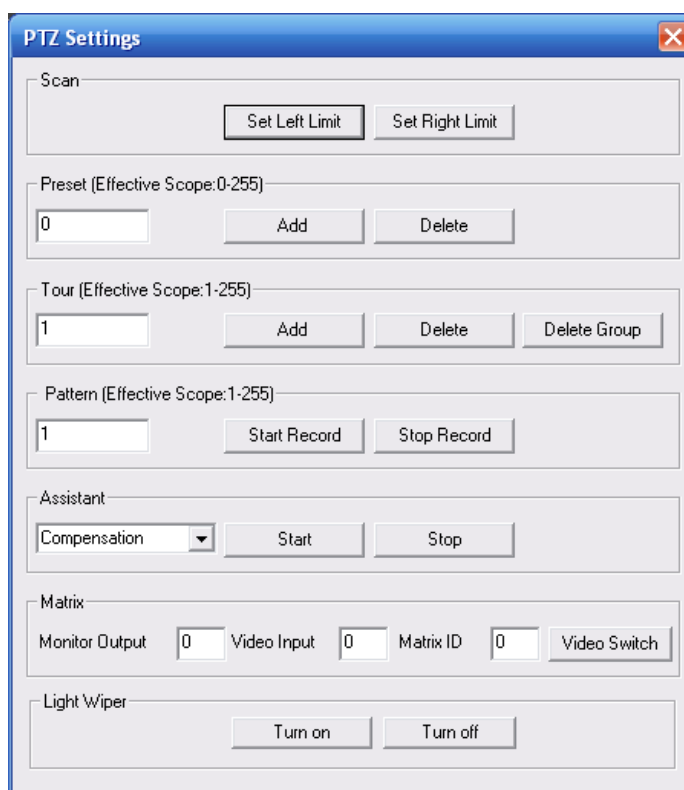 PTZ Settings
Scan
Set Left Limit Set Right Limit
Preset (Effective Scope:0-255)
0 Add Delete
Tour (Effective Scope:1-255)
1 Add Delete Delete Group
Pattern (Effective Scope:1-255)
1 Start Record Stop Record
Assistant
Compensation Start Stop
Matrix
Monitor Output 0 Video Input 0 Matrix ID 0 Video Switch
Light Wiper
Turn on Turn off